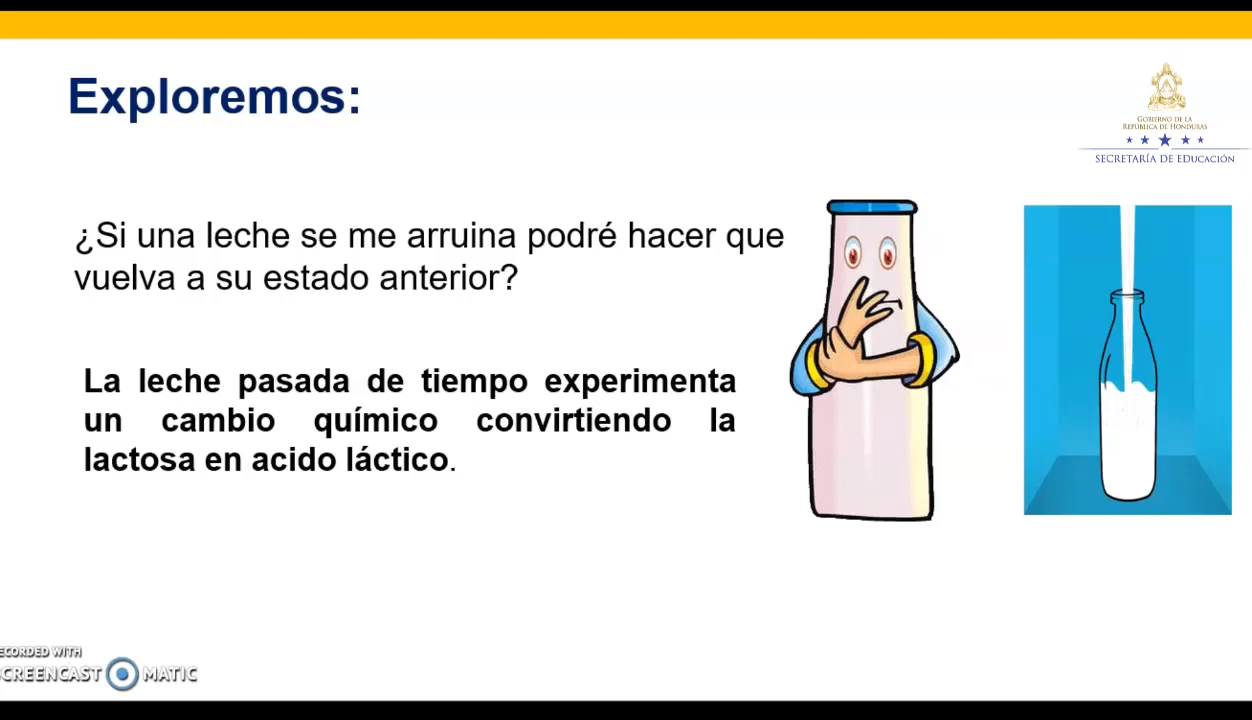 Exploremos:
GOBIERNO DE LA
REPÚBLICA DE HONDURAS
SECRETARÍA DE EDUCACIÓN
¿Si una leche se me arruina podré hacer que
vuelva a su estado anterior?
La leche pasada de tiempo experimenta
un cambio químico convirtiendo la
lactosa en acido láctico.
ECORDED WITH
CREENCAST MATIC